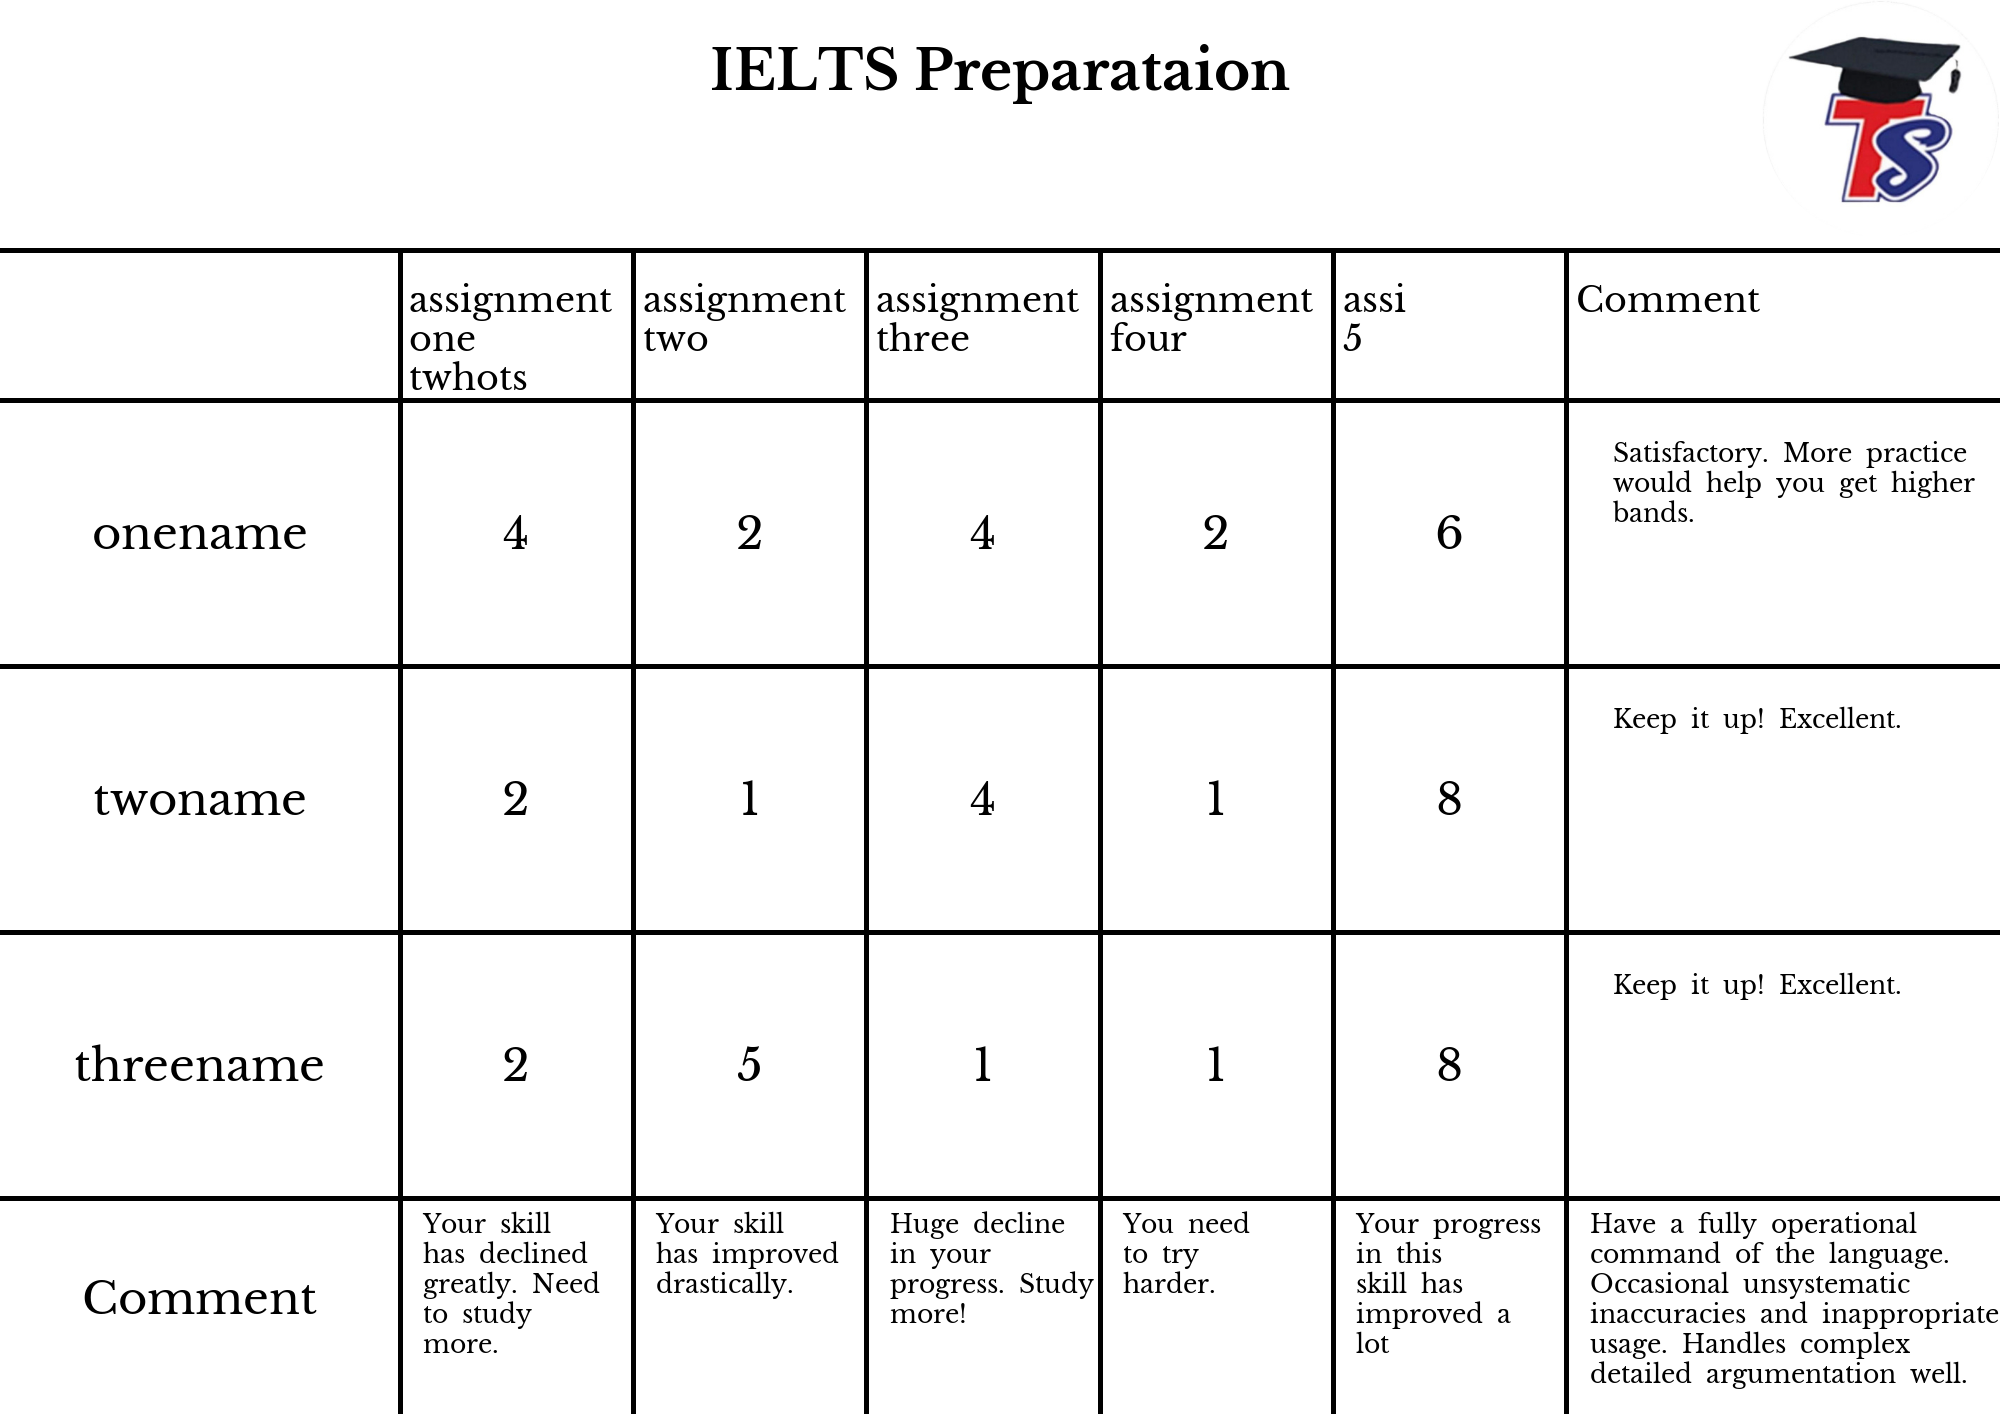 IELTS Preparataion
TS
assignment one twhots
assignment two
assignment three
assignment four
assi 5
Comment
onename
4
2
4
2
6
Satisfactory. More practice
would help you get higher
bands.
twoname
2
1
4
1
8
Keep it up! Excellent.
threename
2
5
1
1
8
Keep it up! Excellent.
Comment
Your skill
has declined
greatly. Need
to study
more.
Your skill
has improved
drastically.
Huge decline
in your
progress. Study
more!
You need
to try
harder.
Your progress
in this
skill has
improved a
lot
Have a fully operational
command of the language.
Occasional unsystematic
inaccuracies and inappropriate
usage. Handles complex
detailed argumentation well.